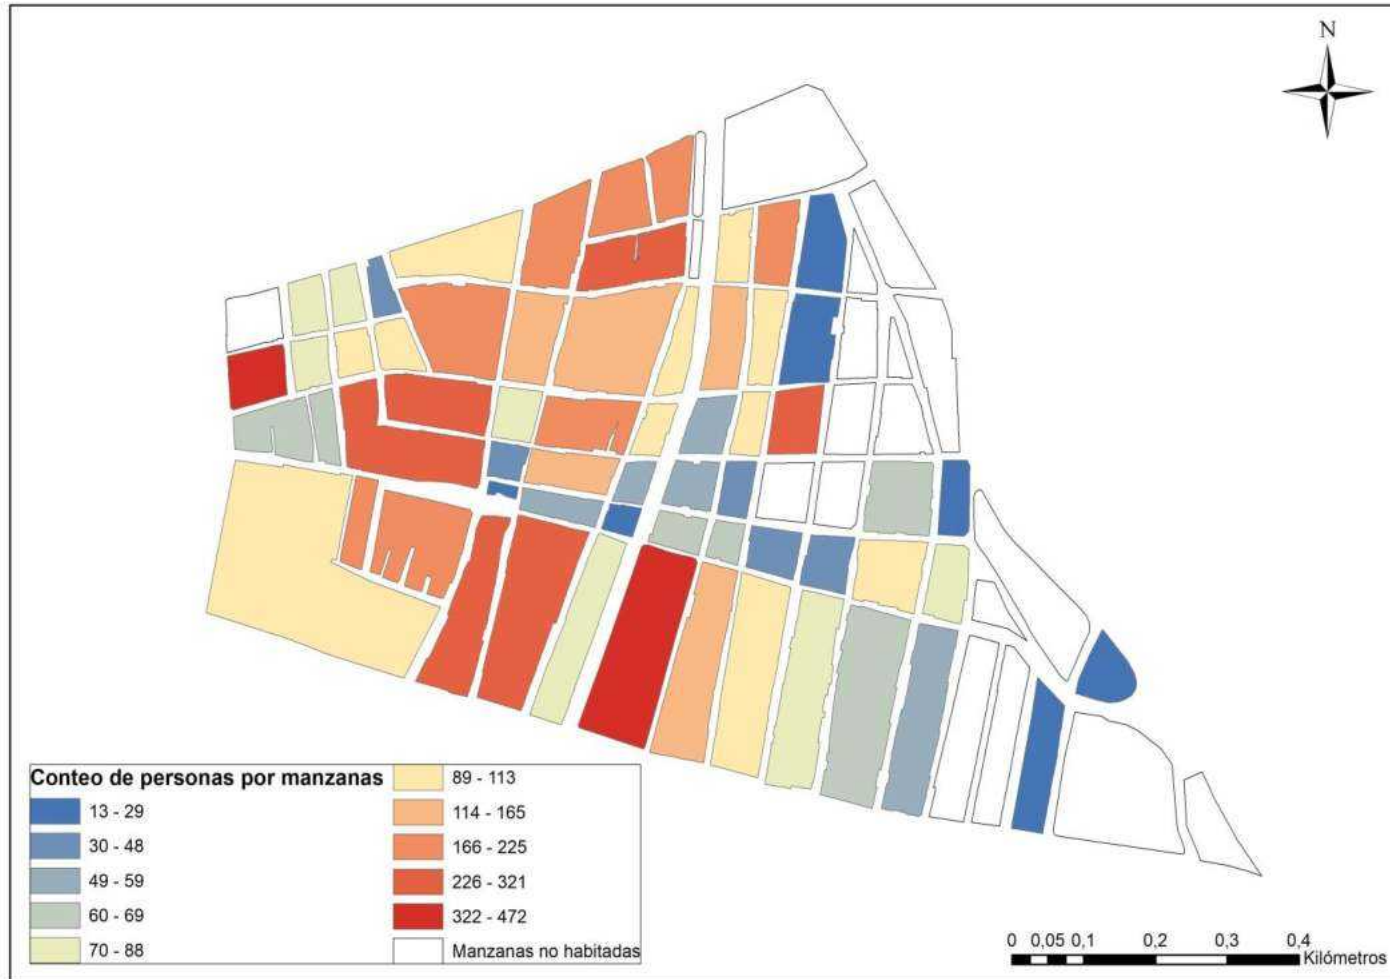 N
Conteo de personas por manzanas
13 - 29
30 - 48
49 - 59
60 - 69
70 - 88
89 - 113
114 - 165
166 - 225
226 - 321
322 - 472
Manzanas no habitadas
0 0,05 0,1 0,2 0,3 0,4
Kilómetros